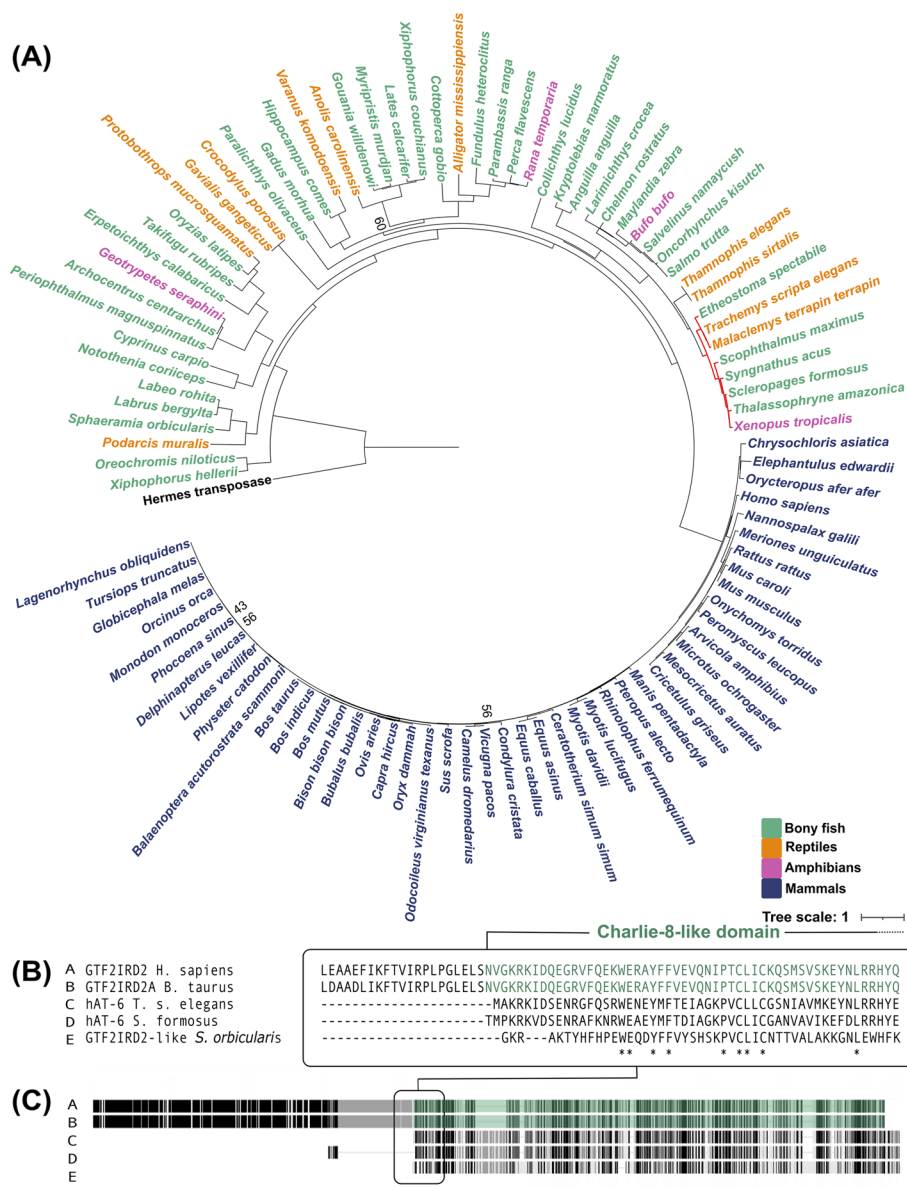 (A)
Hermes transposase
Xiphophorus hellerii
Oreochromis niloticus
Podarcis muralis
Sphaeramia orbicularis
Labrus bergylta
Labeo rohita
Notothenia coriiceps
Cyprinus carpio
Periophthalmus magnuspinnatus
Archocentrus centrarchus
Geotrypetes seraphini
Erpetoichthys calabaricus
Takifugu rubripes
Oryzias latipes
Protobothrops mucrosquamatus
Gavialis gangeticus
Crocodylus porosus
Paralichthys olivaceus
Gadus morhua
Hippocampus comes
Varanus komodoensis
Anolis carolinensis
Gouania willdenowi
Myripristis murdjan
Lates calcarifer
Xiphophorus couchianus
Cottoperca gobio
Alligator mississippiensis
Fundulus heteroclitus
Parambassis ranga
Perca flavescens
Rana temporaria
Collichthys lucidus
Kryptolebias marmoratus
Anguilla anguilla
Larimichthys crocea
Chelmon rostratus
Maylandia zebra
Bufo bufo
Salvelinus namaycush
Oncorhynchus kisutch
Salmo trutta
Thamnophis elegans
Thamnophis sirtalis
Etheostoma spectabile
Trachemys scripta elegans
Malaclemys terrapin terrapin
Scophthalmus maximus
Syngnathus acus
Scleropages formosus
Thalassophryne amazonica
Xenopus tropicalis
Chrysochloris asiatica
Elephantulus edwardii
Orycteropus afer afer
Homo sapiens
Nannospalax galili
Meriones unguiculatus
Rattus rattus
Mus caroli
Mus musculus
Onychomys torridus
Peromyscus leucopus
Arvicola amphibius
Microtus ochrogaster
Mesocricetus auratus
Cricetulus griseus
Manis pentadactyla
Pteropus alecto
Rhinolophus ferrumequinum
Myotis lucifugus
Myotis davidii
Ceratotherium simum simum
Equus asinus
Equus caballus
Condylura cristata
Vicugna pacos
Camelus dromedarius
Sus scrofa
Odocoileus virginianus texanus
Oryx dammah
Capra hircus
Ovis aries
Bubalus bubalis
Bison bison bison
Bos mutus
Bos indicus
Bos taurus
Balaenoptera acutorostrata scammoni
Physeter catodon
Lipotes vexillifer
Delphinapterus leucas
Phocoena sinus
Monodon monoceros
Orcinus orca
Globicephala melas
Tursiops truncatus
Lagenorhynchus obliquidens
60
43
56
56
Bony fish
Reptiles
Amphibians
Mammals
Tree scale: 1
Charlie-8-like domain
(B)
A GTF2IRD2 H. sapiens LEAAEFIKFTVIRPLPGLELSNVGKRKIDQEGRVFQEKWERAYFFVEVQNIPTCLICKQSMSVSKEYNLRRHYQ
B GTF2IRD2A B. taurus LDAADLIKFTVIRPLPGLELSNVGKRKIDQEGRVFQEKWERAYFFVEVQNIPTCLICKQSMSVSKEYNLRRHYQ
C hAT-6 T. s. elegans ----------------------MAKRKIDSENRGFQSRWENEYMFTEIAGKPVCLLCGSNIAVMKEYNLRRHYE
D hAT-6 S. formosus --------------------TMPKRKVDSENRAFKNRWEAEYMFTDIAGKPVCLICGANVAVIKEFDLRRHYE
E GTF2IRD2-like S. orbicularis -----------------------GKR---AKTYHFHPEWEQDYFFVYSHSKPVCLICNTTVALAKKGNLEWHFK
** * * * ** * *
(C)
A
B
C
D
E